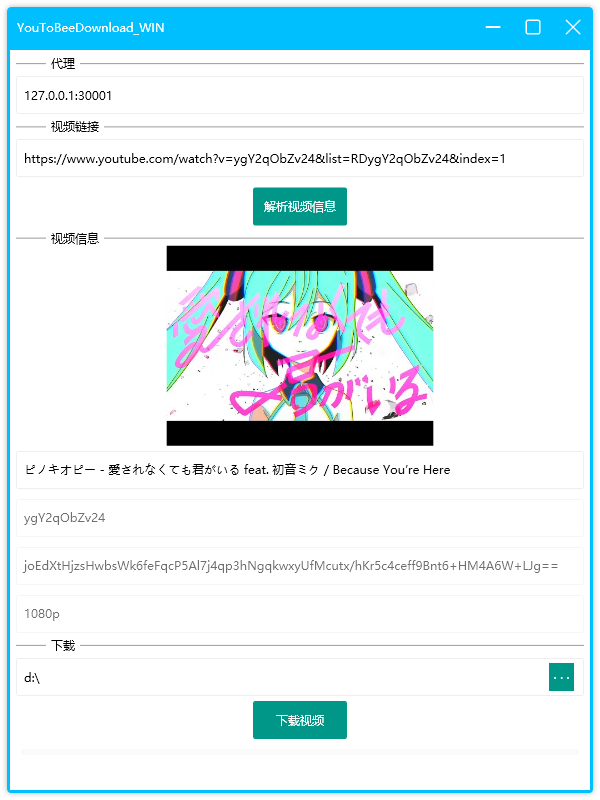 YouToBeeDownload_WIN
代理
127.0.0.1:30001
视频链接
https://www.youtube.com/watch?v=ygY2qObZv24&list=RDygY2qObZv24&index=1
解析视频信息
视频信息
愛されなくても
君がいる
ピノキオピー - 愛されなくても君がいる feat. 初音ミク / Because You're Here
ygY2qObZv24
joEdXtHjzsHwbsWk6feFqcP5Al7j4qp3hNgqkwxyUfMcutx/hKr5c4ceff9Bnt6+HM4A6W+LJg==
1080p
下载
d:\
...
下载视频